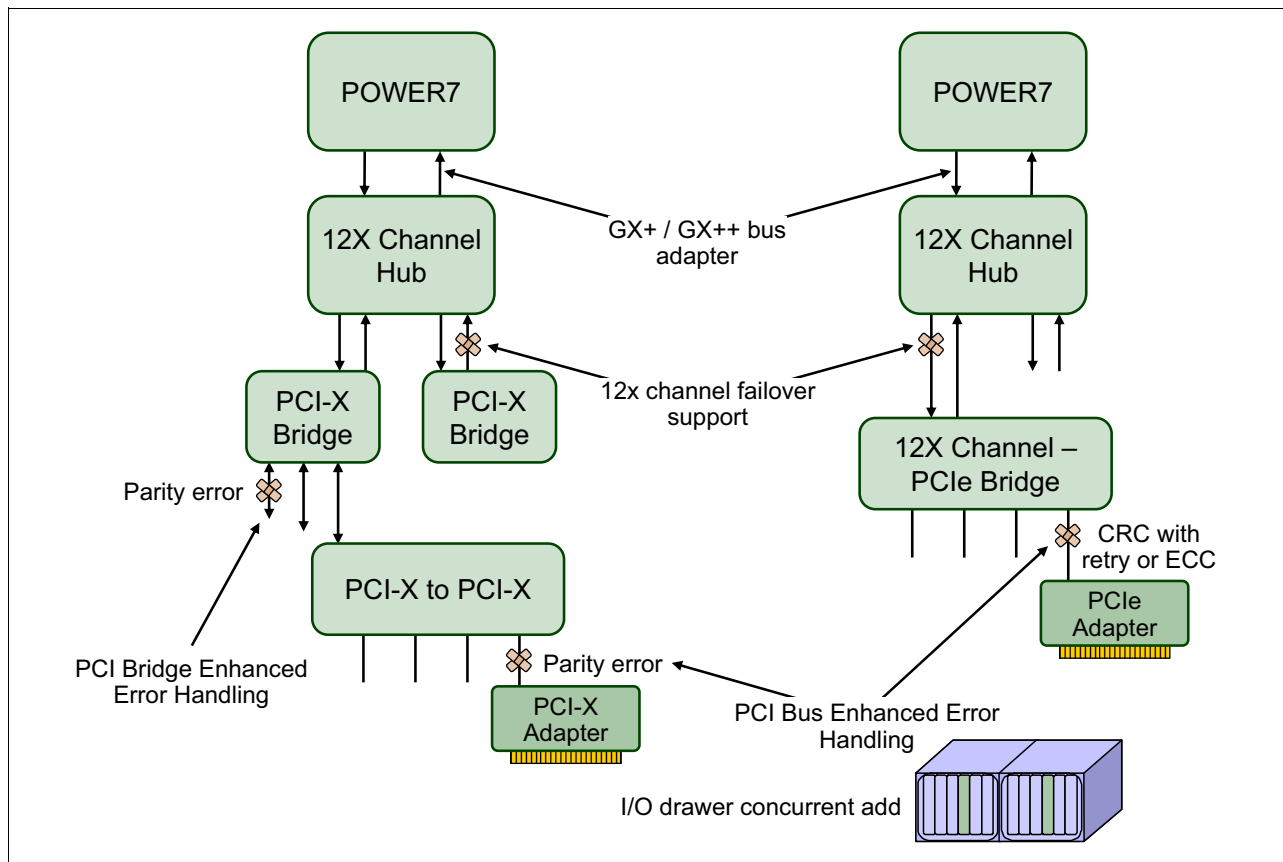 POWER7
POWER7
12X Channel
Hub
GX+ / GX++ bus
adapter
12X Channel
Hub
PCI-X
Bridge
PCI-X
Bridge
12x channel failover
support
12X Channel –
PCIe Bridge
Parity error
CRC with
retry or ECC
PCI-X to PCI-X
PCIe
Adapter
PCI Bridge Enhanced
Error Handling
Parity error
PCI-X
Adapter
PCI Bus Enhanced Error
Handling
I/O drawer concurrent add